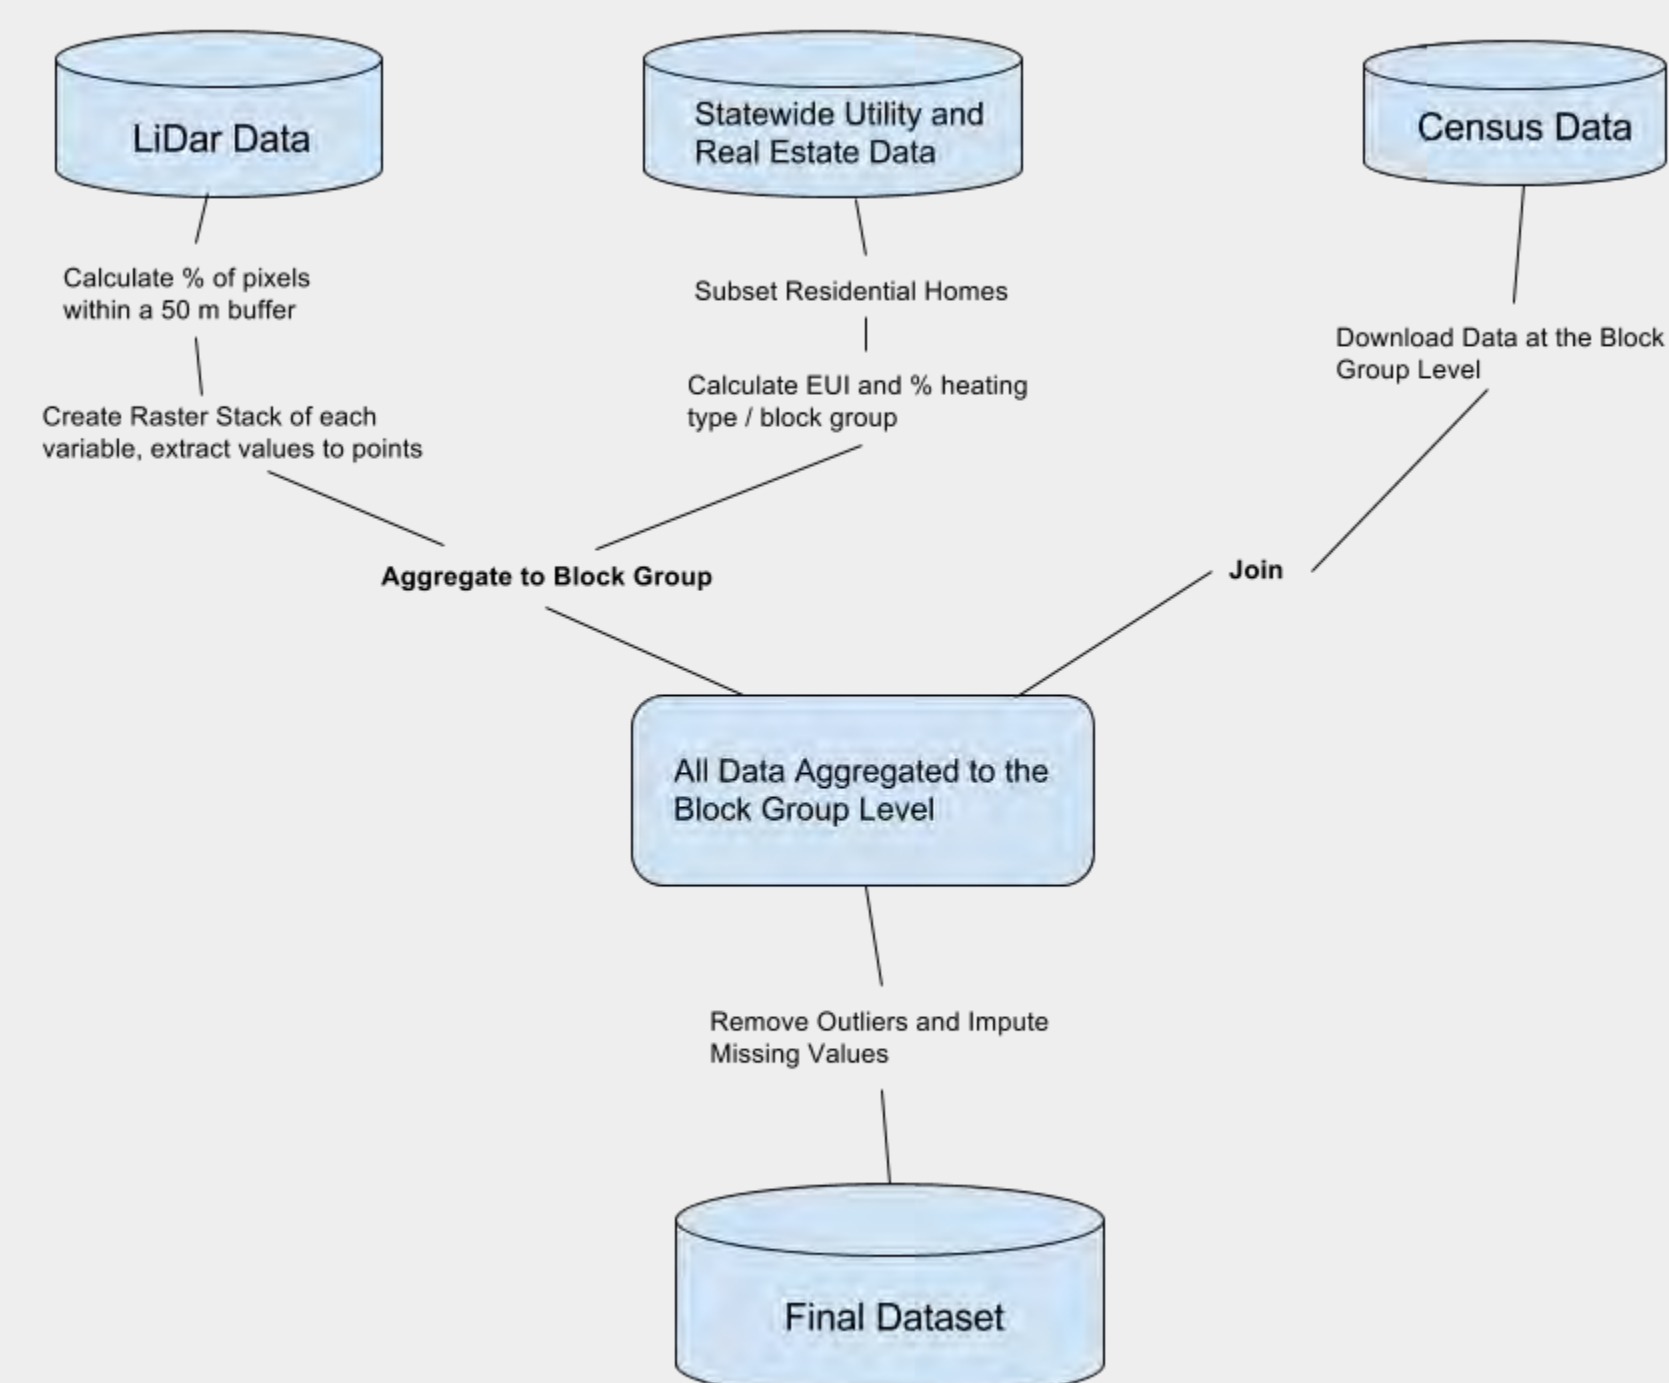 LiDar Data
Statewide Utility and
Real Estate Data
Census Data
Calculate % of pixels
within a 50 m buffer
Subset Residential Homes
Download Data at the Block
Group Level
Create Raster Stack of each
variable, extract values to points
Calculate EUI and % heating
type / block group
Aggregate to Block Group
Join
All Data Aggregated to the
Block Group Level
Remove Outliers and Impute
Missing Values
Final Dataset